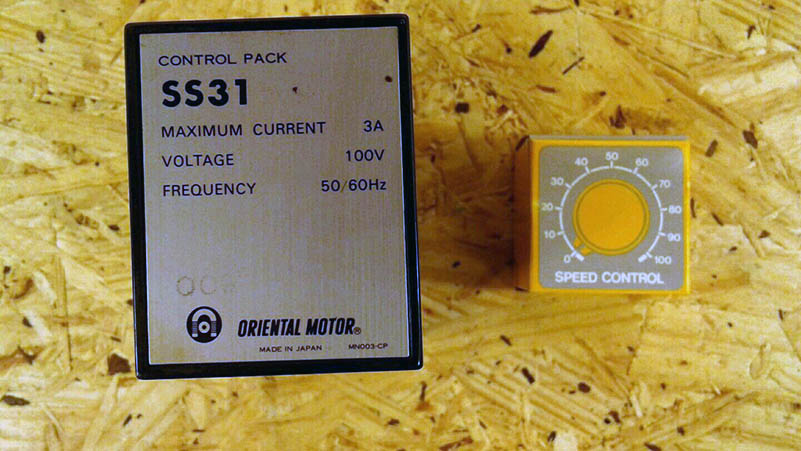 CONTROL PACK
SS31
MAXIMUM CURRENT 3A
VOLTAGE 100V
FREQUENCY 50/60Hz
ORIENTAL MOTOR®
MADE IN JAPAN MN003-CP
0 10 20 30 40 50 60 70 80 90 100
SPEED CONTROL